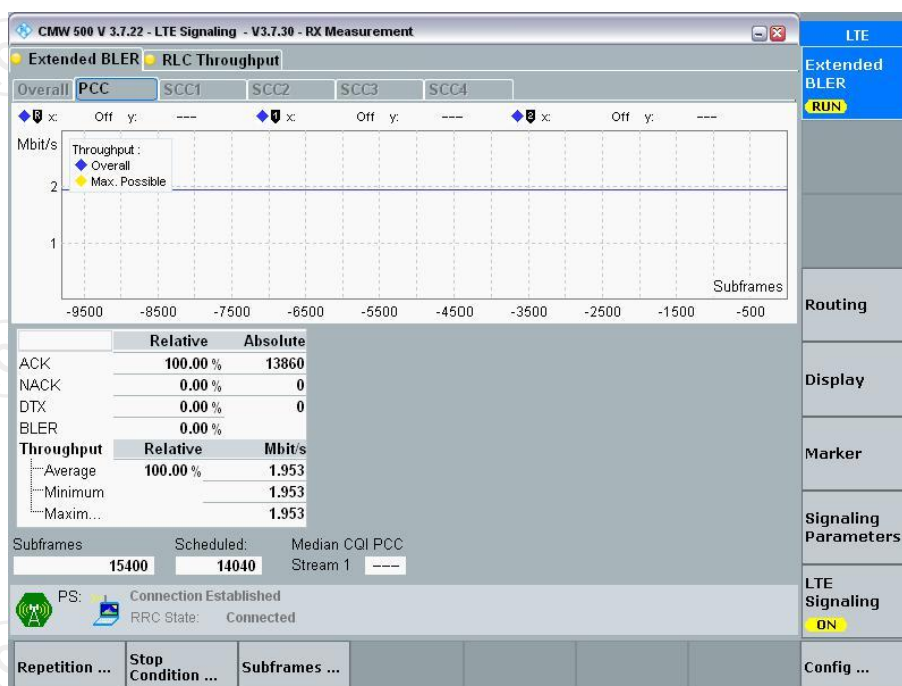 CMW 500 V 3.7.22 - LTE Signaling - V3.7.30 - RX Measurement
LTE
Extended BLER RLC Throughput
Extended BLER
RUN
Overall PCC SCC1 SCC2 SCC3 SCC4
R x: Off y: --- 1 x: Off y: --- 2 x: Off y: ---
Mbit/s
Throughput :
Overall
Max. Possible
2
1
Subframes
-9500 -8500 -7500 -6500 -5500 -4500 -3500 -2500 -1500 -500
Relative Absolute
ACK 100.00 % 13860
NACK 0.00 % 0
DTX 0.00 % 0
BLER 0.00 %
Throughput Relative Mbit/s
Average 100.00 % 1.953
Minimum 1.953
Maxim... 1.953
Subframes Scheduled: Median CQI PCC
15400 14040 Stream 1 ---
PS: Connection Established
RRC State: Connected
Routing
Display
Marker
Signaling
Parameters
LTE
Signaling
ON
Repetition ... Stop Condition ... Subframes ... Config ...